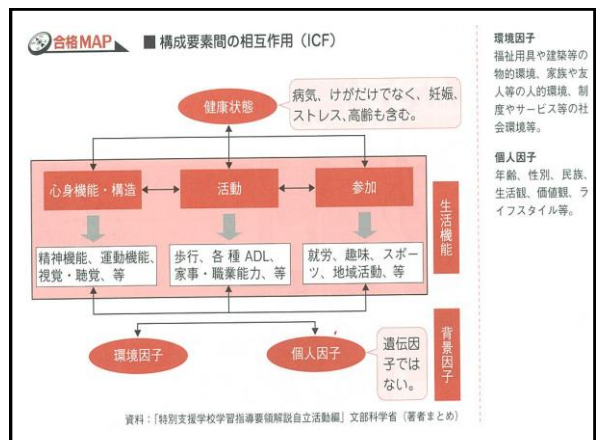 合格MAP
■ 構成要素間の相互作用（ICF）
健康状態
病気、けがだけでなく、妊娠、
ストレス、高齢も含む。
心身機能・構造
活動
参加
生活機能
精神機能、運動機能、
視覚・聴覚、等
歩行、各種 ADL、
家事・職業能力、等
就労、趣味、スポー
ツ、地域活動、等
環境因子
個人因子
遺伝因
子では
ない。
背景因子
資料：「特別支援学校学習指導要領解説自立活動編」文部科学省（著者まとめ）
環境因子
福祉用具や建築等の
物的環境、家族や友
人等の人的環境、制
度やサービス等の社
会環境等。
個人因子
年齢、性別、民族、
生活観、価値観、ラ
イフスタイル等。